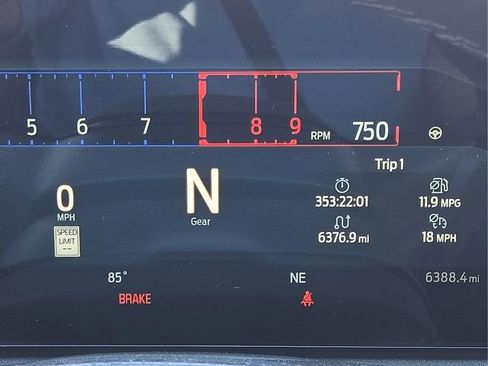 5 6 7 8 9 RPM 750
Trip 1
0 N 353:22:01 11.9 MPG
MPH Gear
SPEED
LIMIT
-- 6376.9 mi 18 MPH
85° NE 6388.4 mi
BRAKE